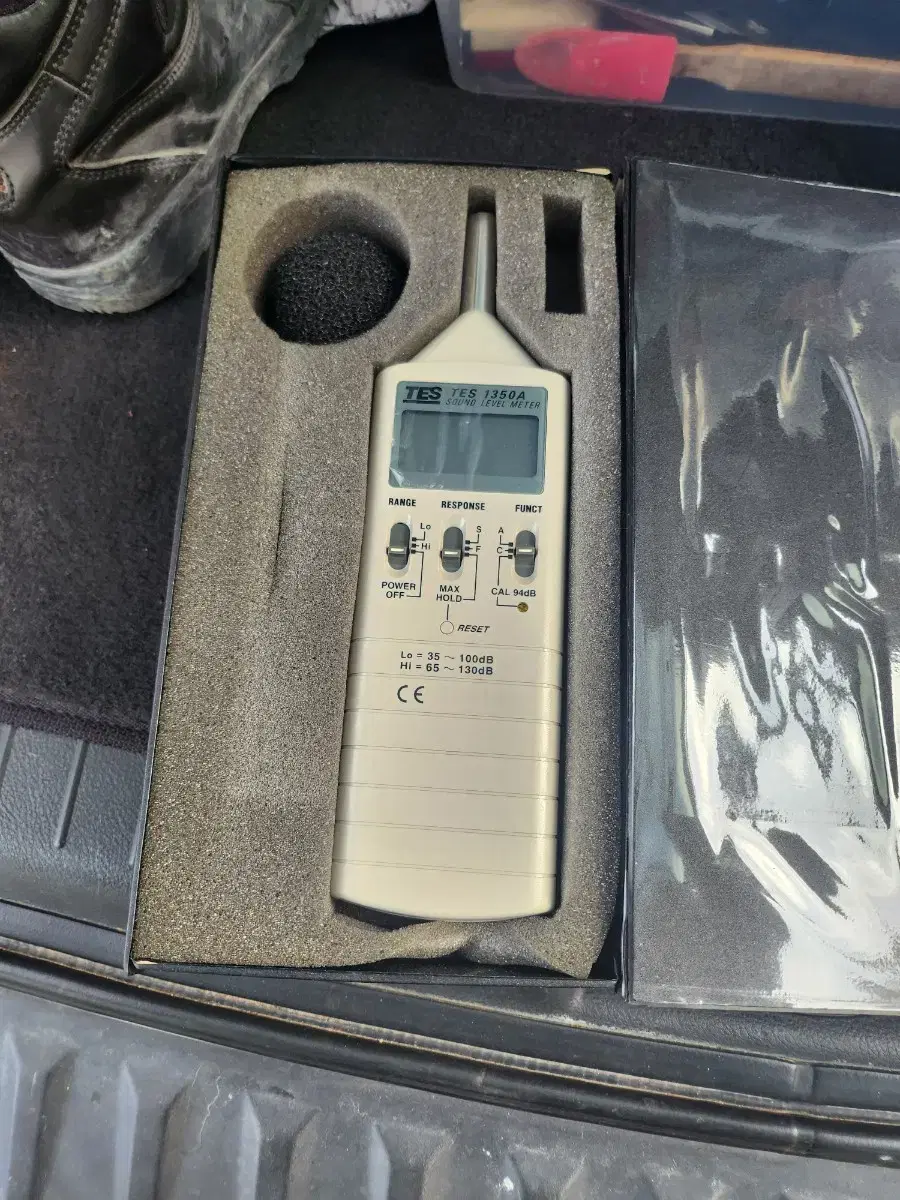 TES TES 1350A
SOUND LEVEL METER
RANGE RESPONSE FUNCT
Lo S A
Hi F C
POWER OFF MAX HOLD CAL 94dB
RESET
Lo = 35 ~ 100dB
Hi = 65 ~ 130dB
CE